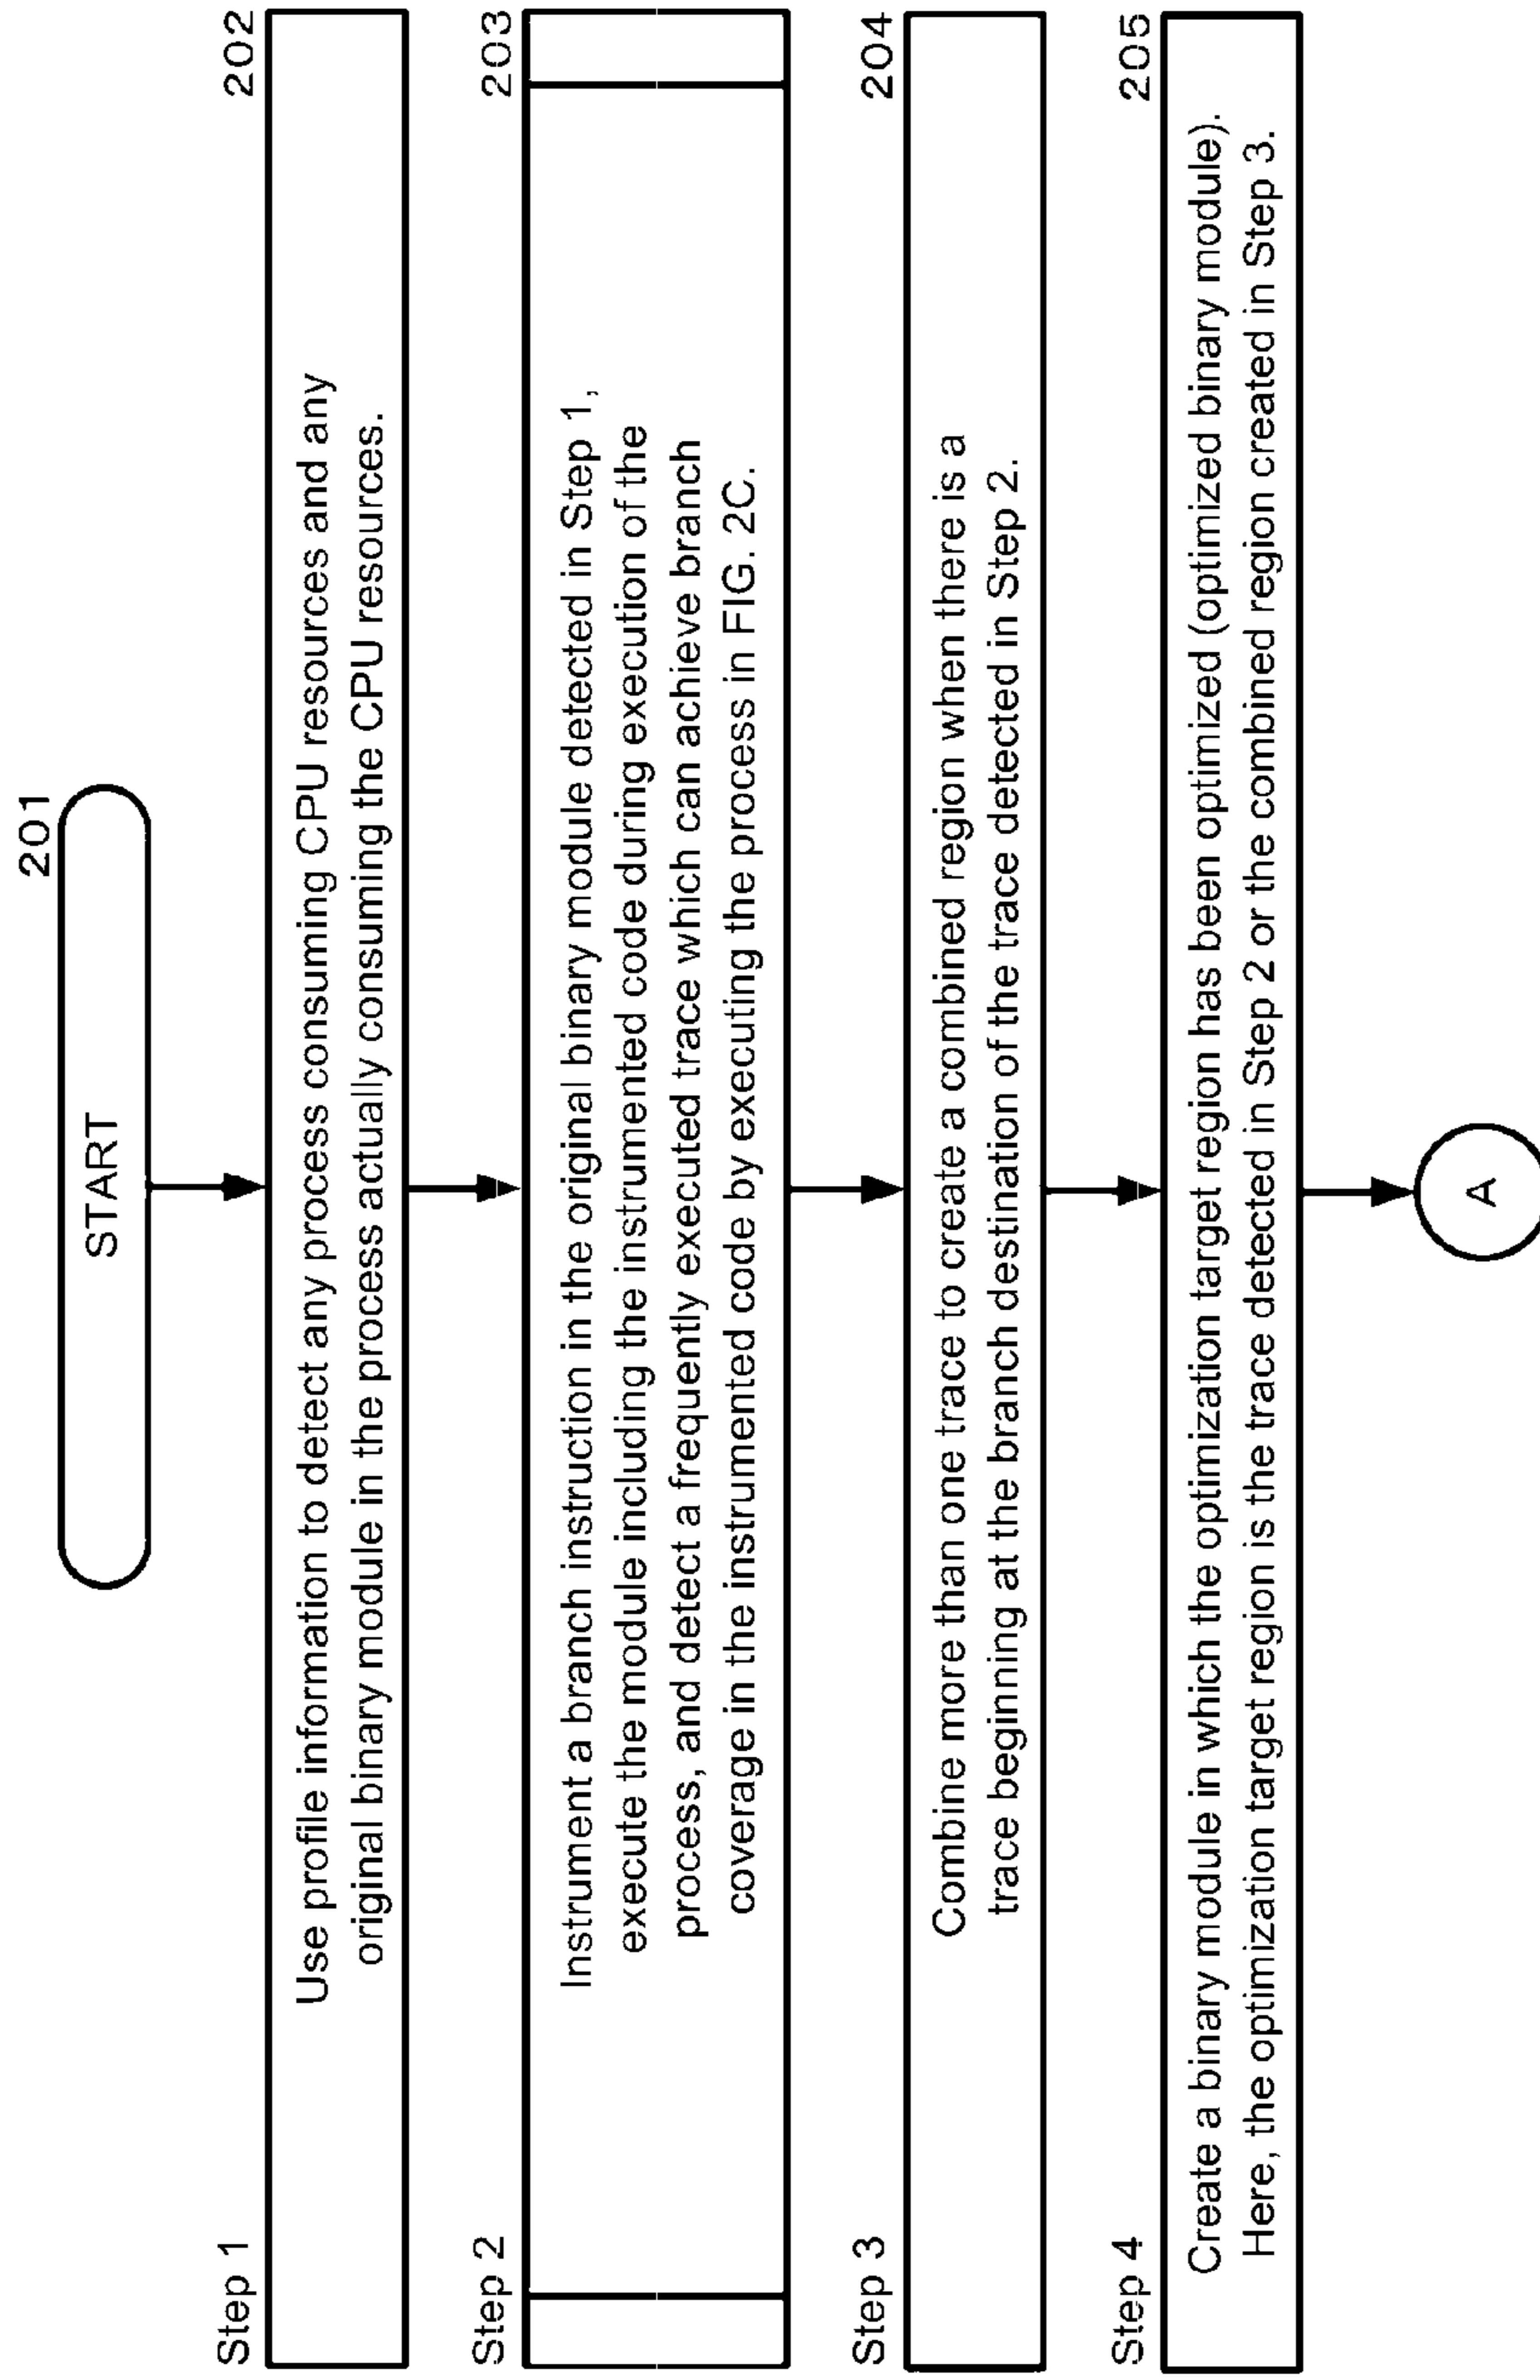 201
START
Step 1
202
Use profile information to detect any process consuming CPU resources and any
original binary module in the process actually consuming the CPU resources.
Step 2
203
Instrument a branch instruction in the original binary module detected in Step 1,
execute the module including the instrumented code during execution of the
process, and detect a frequently executed trace which can achieve branch
coverage in the instrumented code by executing the process in FIG. 2C.
Step 3
204
Combine more than one trace to create a combined region when there is a
trace beginning at the branch destination of the trace detected in Step 2.
Step 4
205
Create a binary module in which the optimization target region has been optimized (optimized binary module).
Here, the optimization target region is the trace detected in Step 2 or the combined region created in Step 3.
A